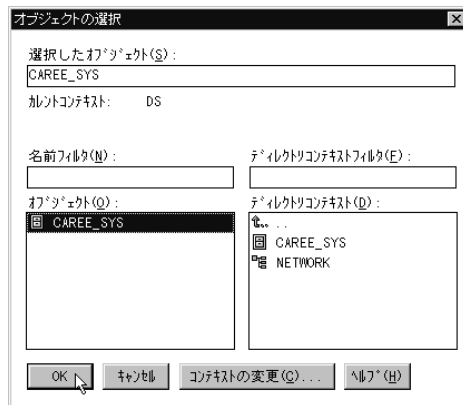 オブジェクトの選択
選択したｵﾌﾞｼﾞｪｸﾄ(S):
CAREE_SYS
ｶﾚﾝﾄｺﾝﾃｷｽﾄ: DS
名前ﾌｨﾙﾀ(N):
ﾃﾞｨﾚｸﾄﾘｺﾝﾃｷｽﾄﾌｨﾙﾀ(F):
ｵﾌﾞｼﾞｪｸﾄ(O):
CAREE_SYS
ﾃﾞｨﾚｸﾄﾘｺﾝﾃｷｽﾄ(D):
..
CAREE_SYS
NETWORK
OK ｷｬﾝｾﾙ ｺﾝﾃｷｽﾄの変更(C)... ﾍﾙﾌﾟ(H)